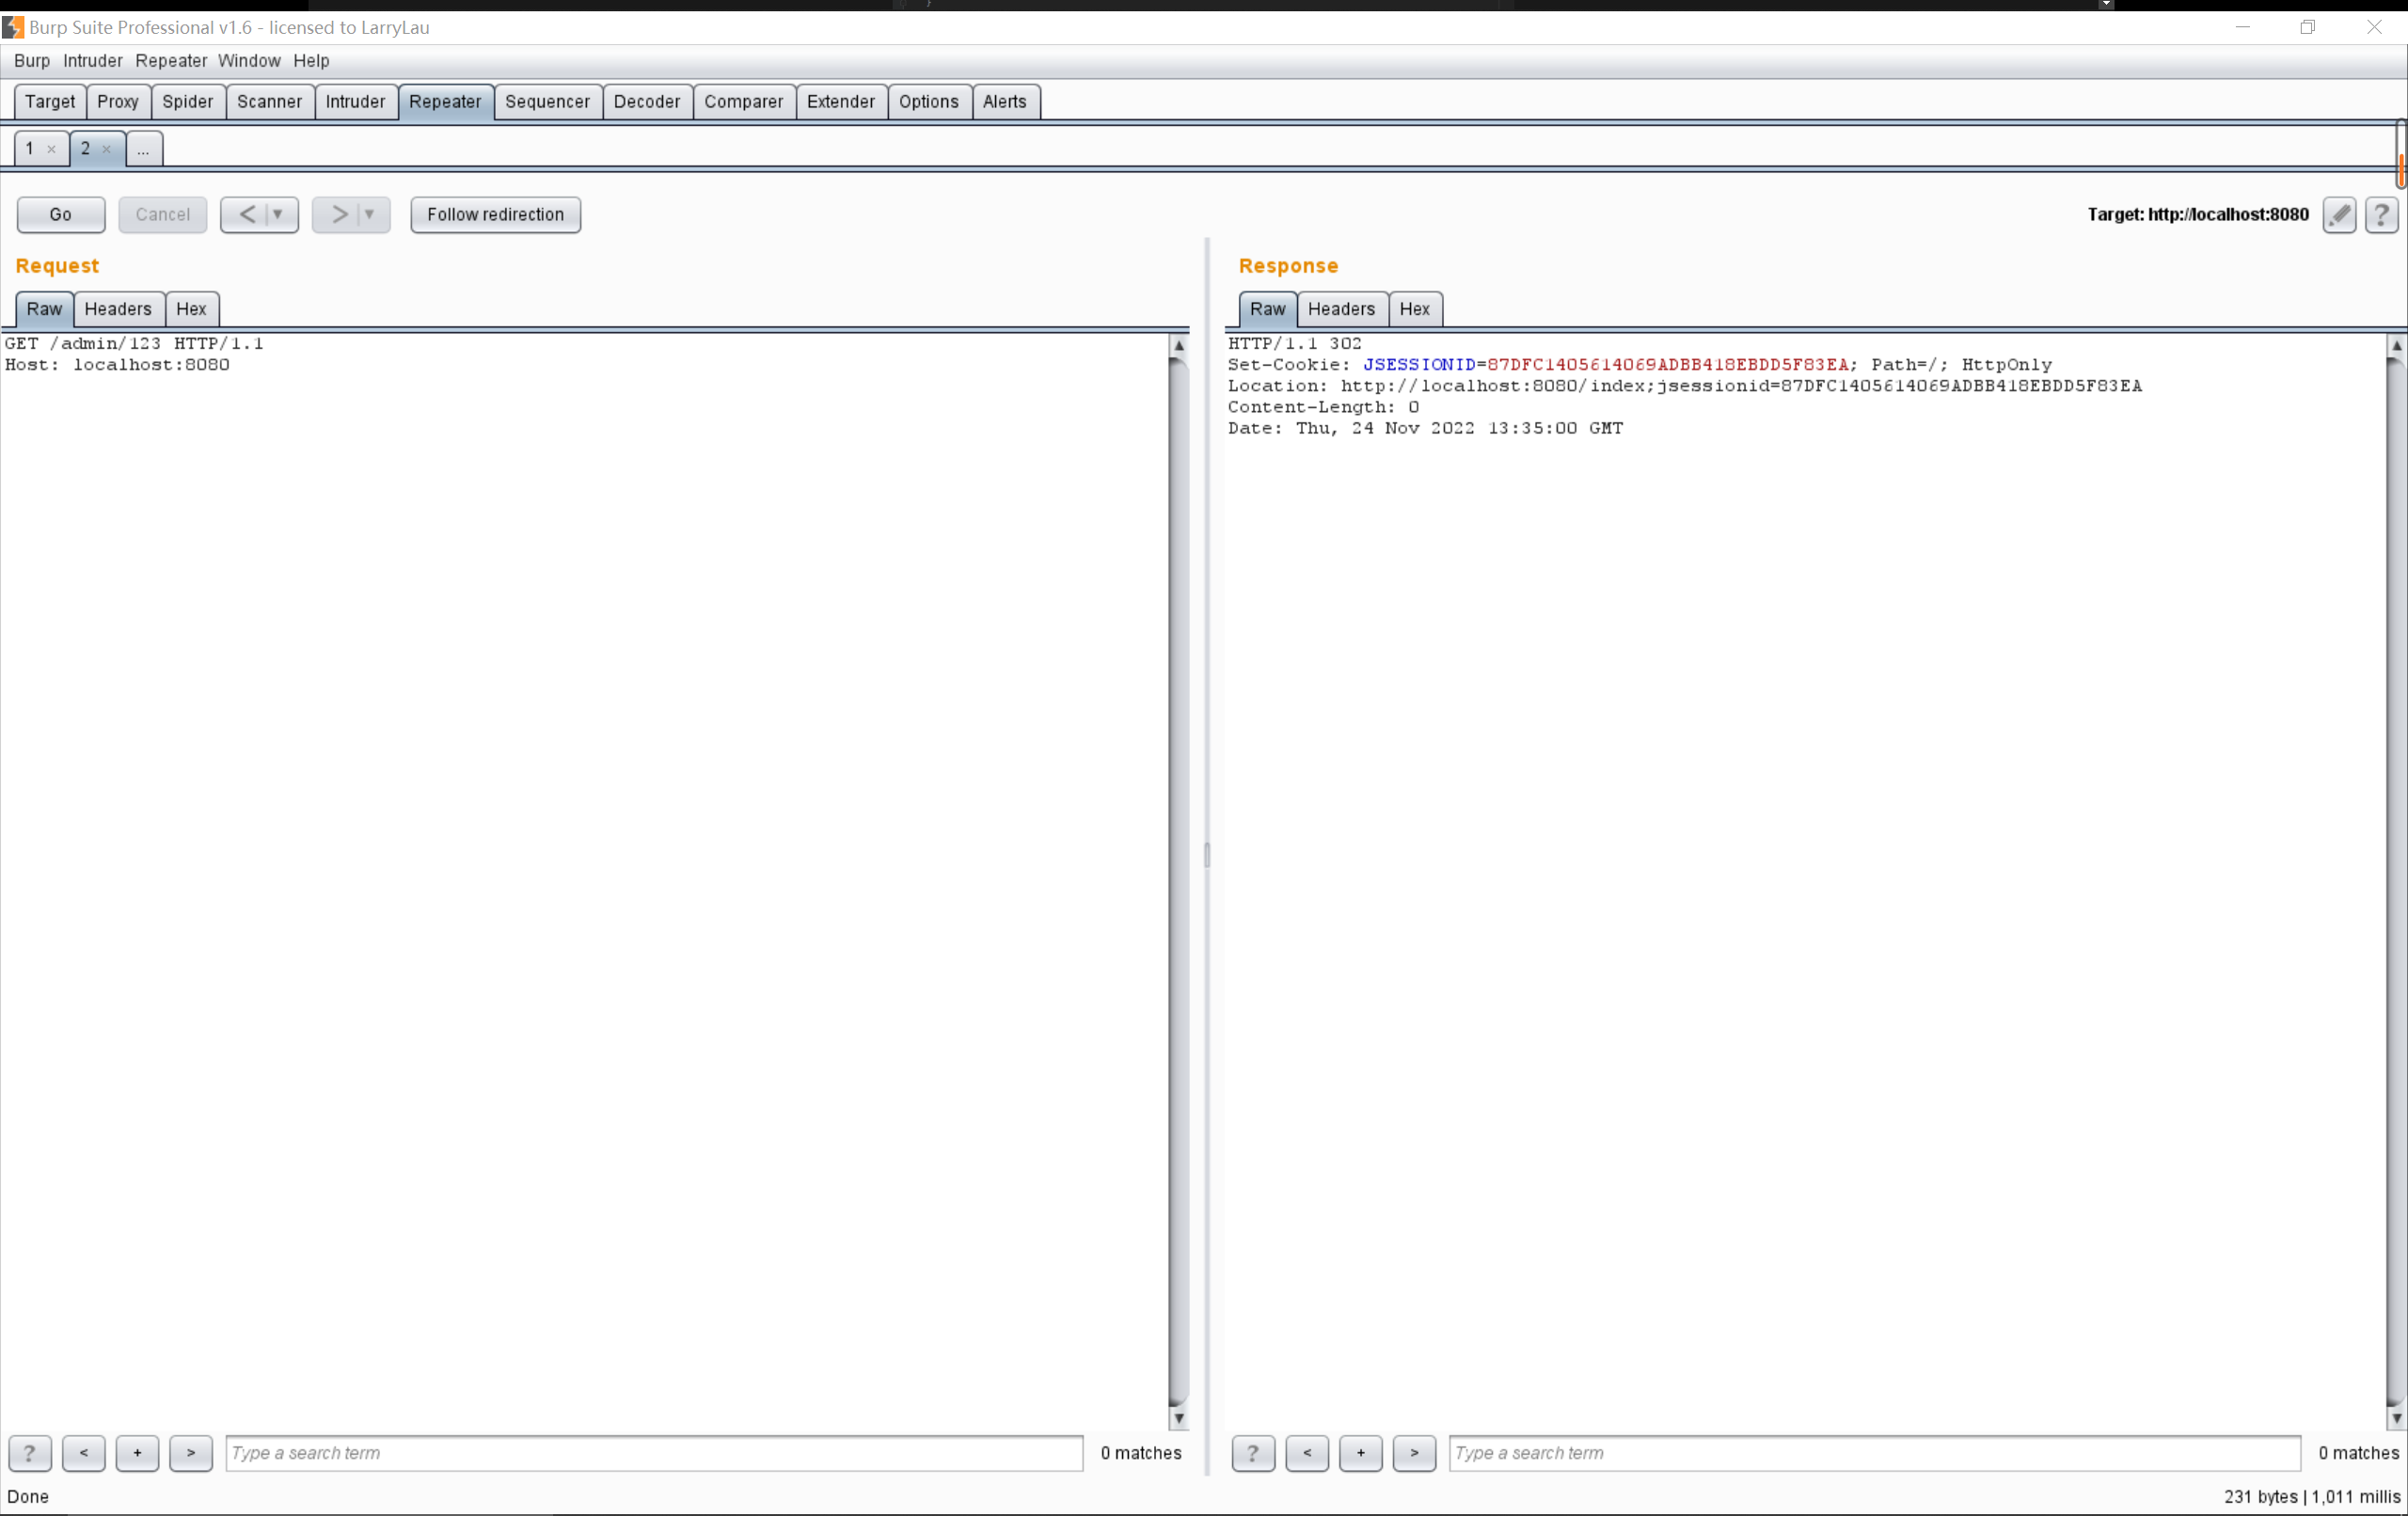 Burp Suite Professional v1.6 - licensed to LarryLau
Burp Intruder Repeater Window Help
Target Proxy Spider Scanner Intruder Repeater Sequencer Decoder Comparer Extender Options Alerts
1 × 2 × ...
Go Cancel < ▼ > ▼ Follow redirection Target: http://localhost:8080 ?
Request
Response
Raw Headers Hex
Raw Headers Hex
GET /admin/123 HTTP/1.1
Host: localhost:8080
HTTP/1.1 302
Set-Cookie: JSESSIONID=87DFC1405614069ADBB418EBDD5F83EA; Path=/; HttpOnly
Location: http://localhost:8080/index;jsessionid=87DFC1405614069ADBB418EBDD5F83EA
Content-Length: 0
Date: Thu, 24 Nov 2022 13:35:00 GMT
? < + > Type a search term 0 matches
? < + > Type a search term 0 matches
Done
231 bytes | 1,011 millis